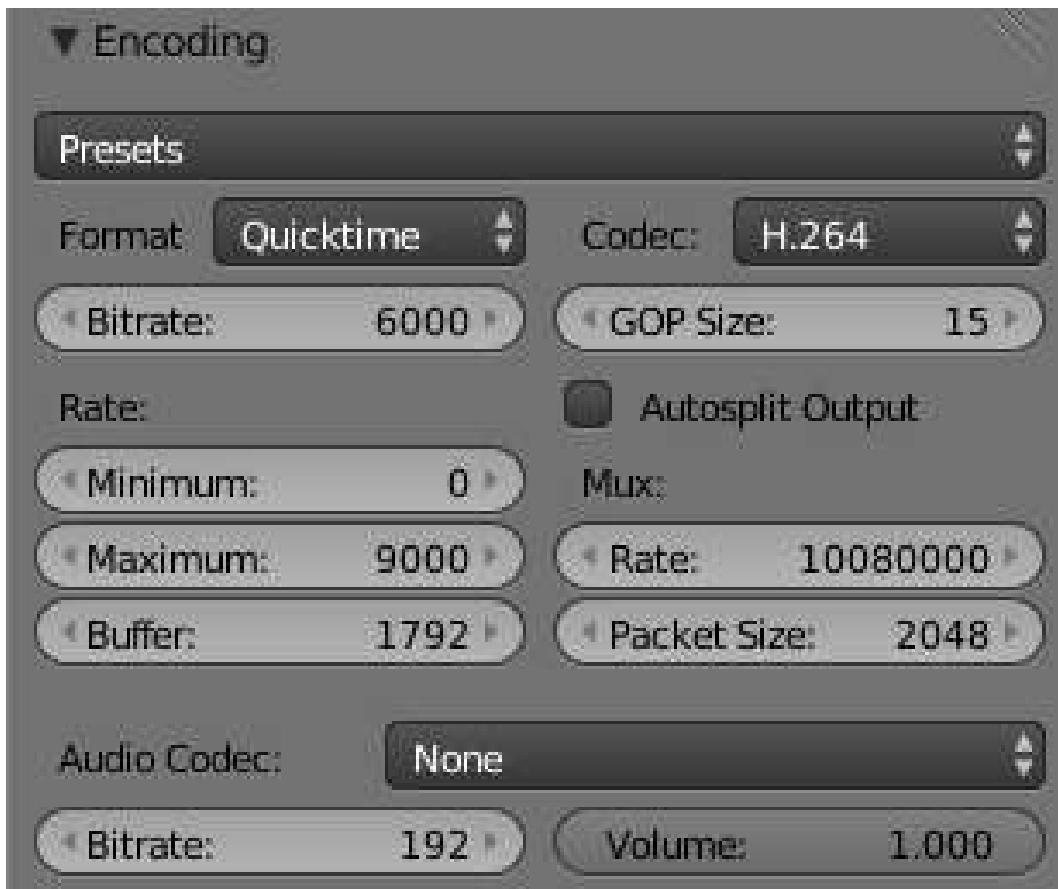 Encoding
Presets
Format Quicktime Codec: H.264
Bitrate: 6000 GOP Size: 15
Rate: Autosplit Output
Minimum: 0 Mux:
Maximum: 9000 Rate: 10080000
Buffer: 1792 Packet Size: 2048
Audio Codec: None
Bitrate: 192 Volume: 1.000